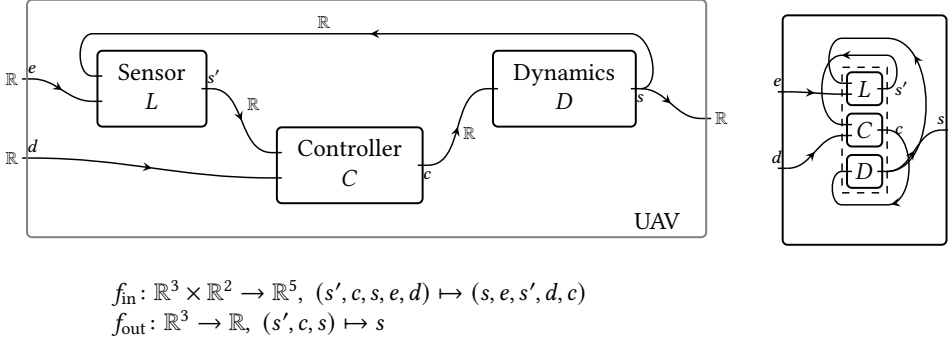 ℝ
Sensor
L
Dynamics
D
ℝ e
s′
ℝ
s
ℝ
ℝ
Controller
C
c
ℝ d
UAV
e
L
s′
C
c
s
d
D
f_in : ℝ³ × ℝ² → ℝ⁵, (s′, c, s, e, d) ↦ (s, e, s′, d, c)
f_out : ℝ³ → ℝ, (s′, c, s) ↦ s